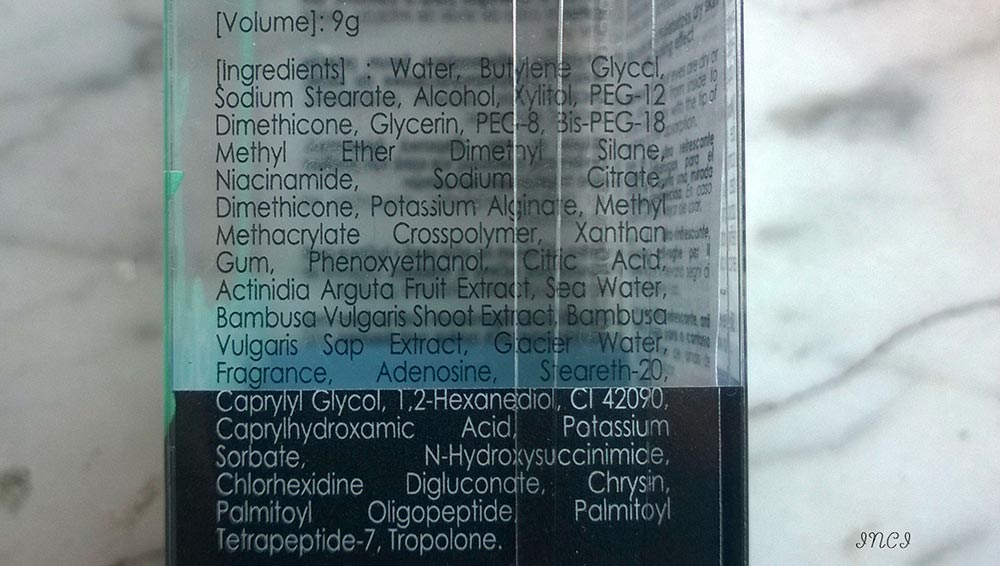 [Volume]: 9g
[Ingredients] : Water, Butylene Glycol,
Sodium Stearate, Alcohol, Xylitol, PEG-12
Dimethicone, Glycerin, PEG-8, Bis-PEG-18
Methyl Ether Dimethyl Silane,
Niacinamide, Sodium Citrate,
Dimethicone, Potassium Alginate, Methyl
Methacrylate Crosspolymer, Xanthan
Gum, Phenoxyethanol, Citric Acid,
Actinidia Arguta Fruit Extract, Sea Water,
Bambusa Vulgaris Shoot Extract, Bambusa
Vulgaris Sap Extract, Glacier Water,
Fragrance, Adenosine, Steareth-20,
Caprylyl Glycol, 1,2-Hexanediol, CI 42090,
Caprylhydroxamic Acid, Potassium
Sorbate, N-Hydroxysuccinimide,
Chlorhexidine Digluconate, Chrysin,
Palmitoyl Oligopeptide, Palmitoyl
Tetrapeptide-7, Tropolone.
INCI